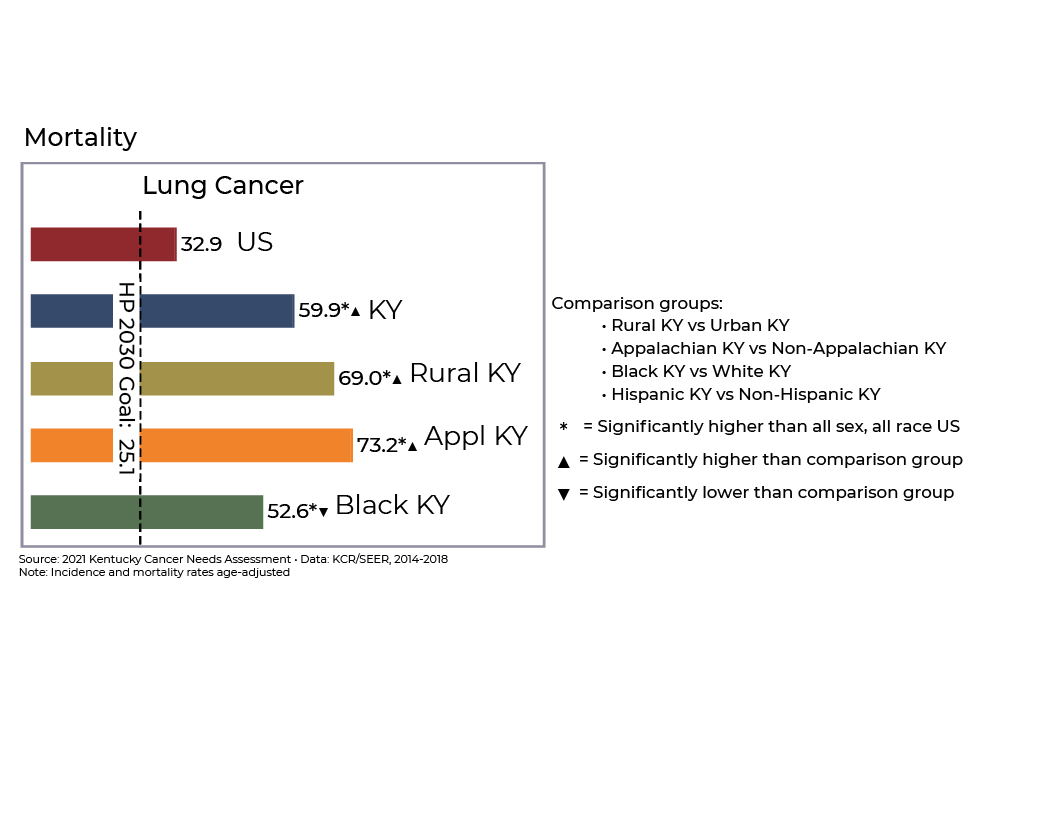 Mortality
Lung Cancer
32.9 US
59.9*▲ KY
69.0*▲ Rural KY
73.2*▲ Appl KY
52.6*▼ Black KY
HP 2030 Goal: 25.1
Source: 2021 Kentucky Cancer Needs Assessment • Data: KCR/SEER, 2014-2018
Note: Incidence and mortality rates age-adjusted
Comparison groups:
• Rural KY vs Urban KY
• Appalachian KY vs Non-Appalachian KY
• Black KY vs White KY
• Hispanic KY vs Non-Hispanic KY
* = Significantly higher than all sex, all race US
▲ = Significantly higher than comparison group
▼ = Significantly lower than comparison group